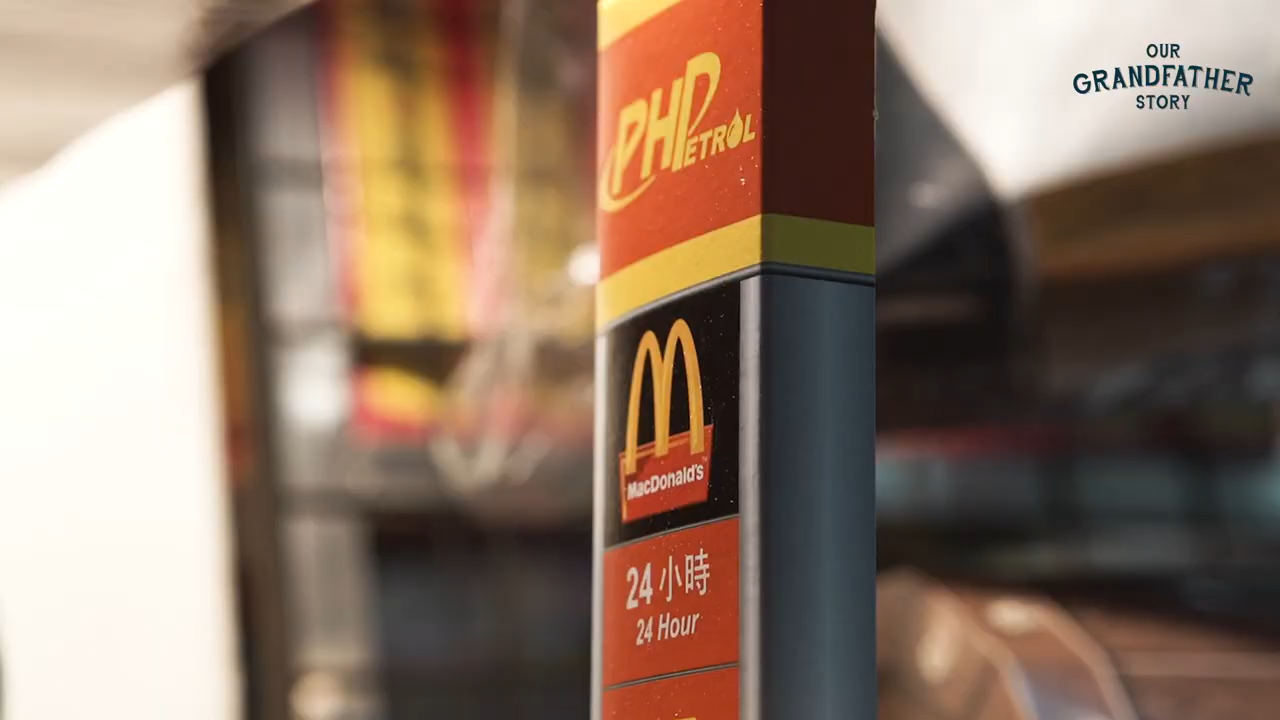 OUR
GRANDFATHER
STORY
PHPETROL
MacDonald's
24 小時
24 Hour